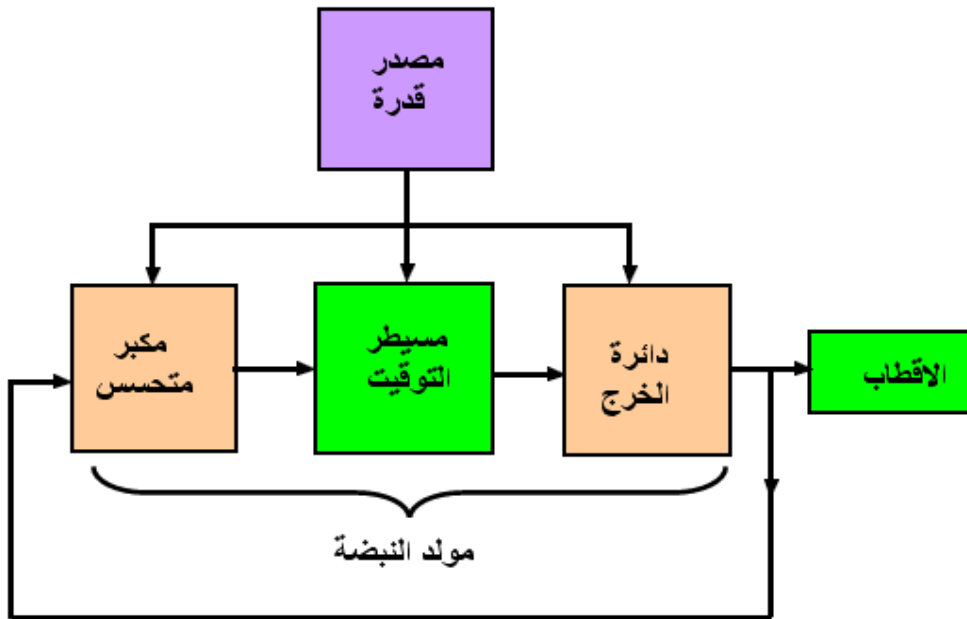 مصدر
قدرة
مكبر
متحسس
مسيطر
التوقيت
دائرة
الخرج
الاقطاب
مولد النبضة